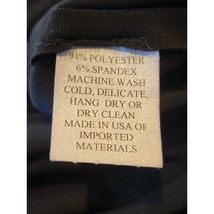 94% POLYESTER
6% SPANDEX
MACHINE WASH
COLD, DELICATE,
HANG DRY OR
DRY CLEAN
MADE IN USA OF
IMPORTED
MATERIALS